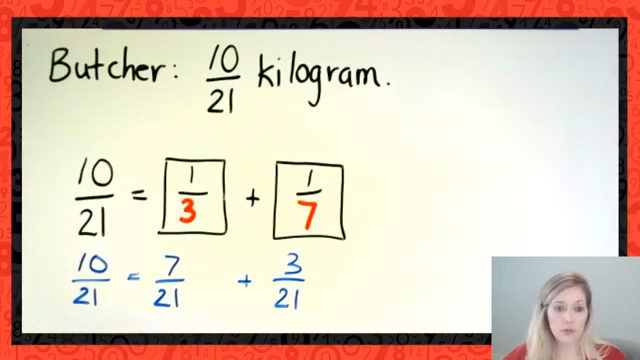 Butcher: 10/21 kilogram.
10/21 = 1/3 + 1/7
10/21 = 7/21 + 3/21